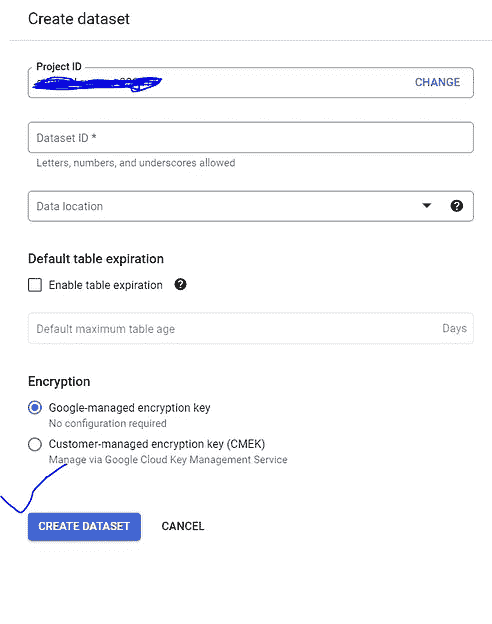 Create dataset
Project ID
CHANGE
Dataset ID *
Letters, numbers, and underscores allowed
Data location
Default table expiration
Enable table expiration
Default maximum table age Days
Encryption
Google-managed encryption key
No configuration required
Customer-managed encryption key (CMEK)
Manage via Google Cloud Key Management Service
CREATE DATASET CANCEL